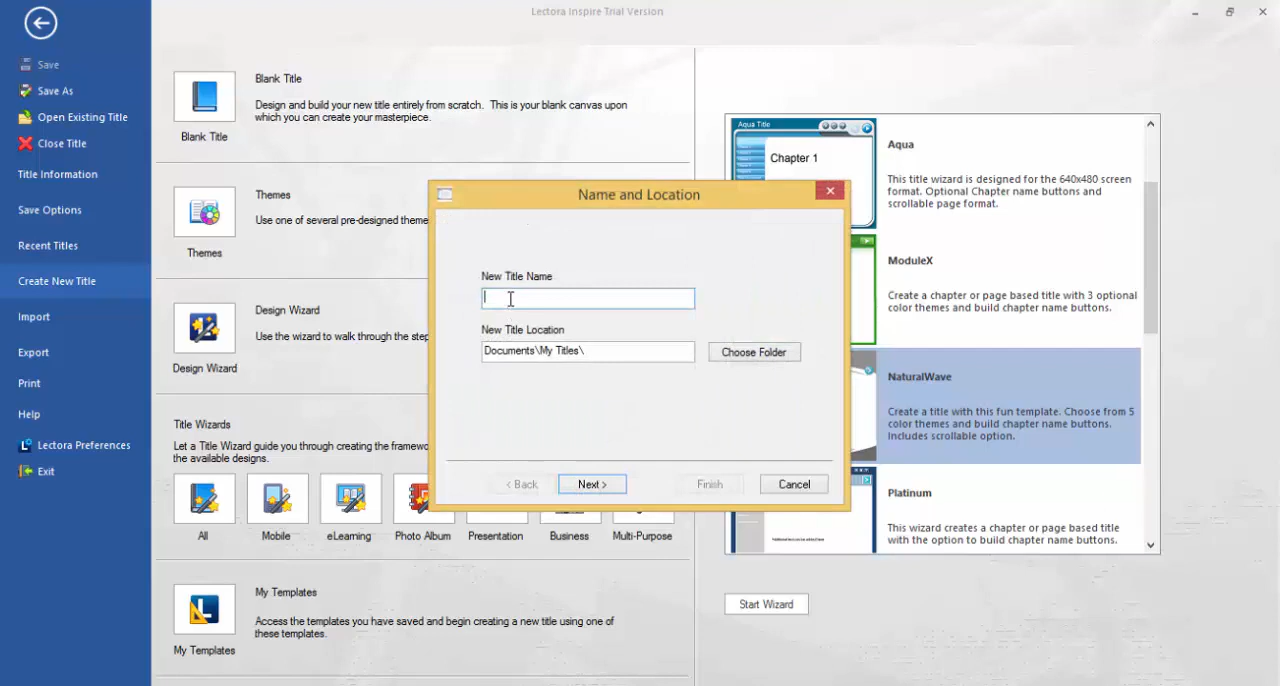 Lectora Inspire Trial Version
Save
Save As
Open Existing Title
Close Title
Title Information
Save Options
Recent Titles
Create New Title
Import
Export
Print
Help
Lectora Preferences
Exit
Blank Title
Design and build your new title entirely from scratch. This is your blank canvas upon
which you can create your masterpiece.
Blank Title
Themes
Use one of several pre-designed theme
Themes
Design Wizard
Use the wizard to walk through the step
Design Wizard
Title Wizards
Let a Title Wizard guide you through creating the framewo
the available designs.
All
Mobile
eLearning
Photo Album
Presentation
Business
Multi-Purpose
My Templates
Access the templates you have saved and begin creating a new title using one of
these templates.
My Templates
Name and Location
New Title Name
New Title Location
Documents\My Titles\
Choose Folder
< Back
Next >
Finish
Cancel
Aqua Title
Chapter 1
Aqua
This title wizard is designed for the 640x480 screen
format. Optional Chapter name buttons and
scrollable page format.
ModuleX
Create a chapter or page based title with 3 optional
color themes and build chapter name buttons.
NaturalWave
Create a title with this fun template. Choose from 5
color themes and build chapter name buttons.
Includes scrollable option.
Platinum
This wizard creates a chapter or page based title
with the option to build chapter name buttons.
Start Wizard